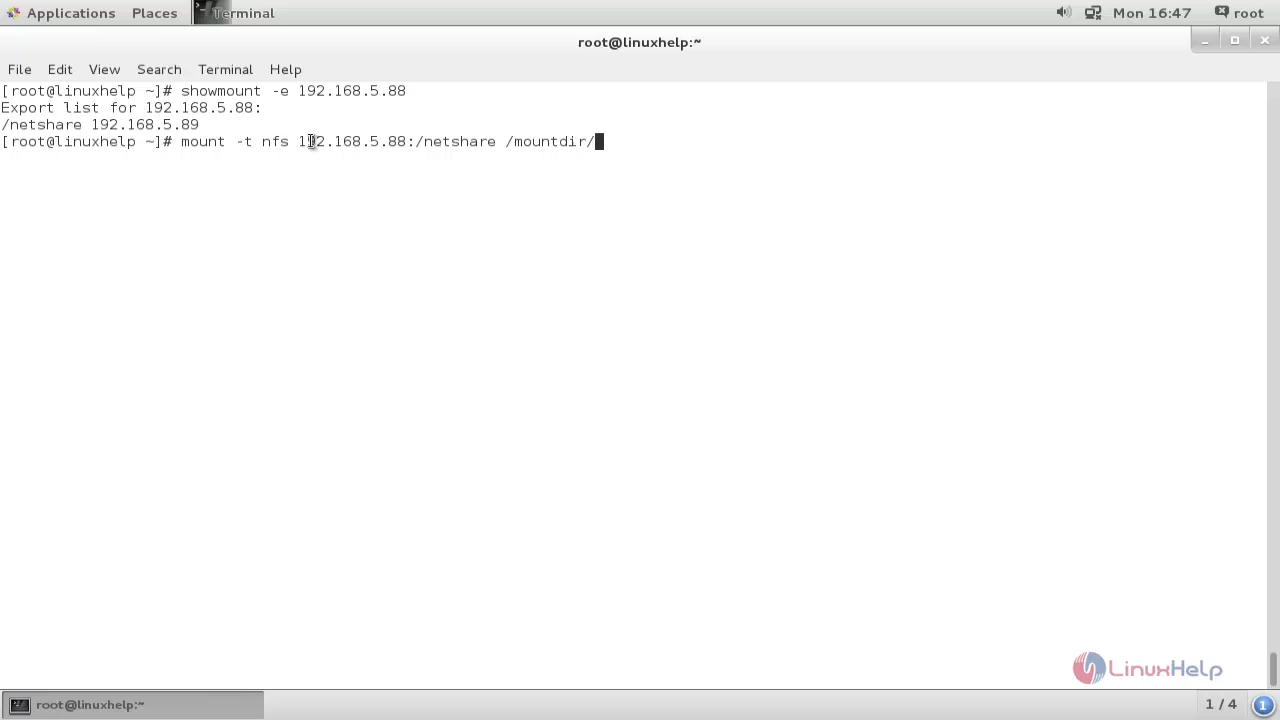 Applications Places Terminal Mon 16:47 root
root@linuxhelp:~
File Edit View Search Terminal Help
[root@linuxhelp ~]# showmount -e 192.168.5.88
Export list for 192.168.5.88:
/netshare 192.168.5.89
[root@linuxhelp ~]# mount -t nfs 192.168.5.88:/netshare /mountdir/
LinuxHelp
root@linuxhelp:~ 1 / 4 1